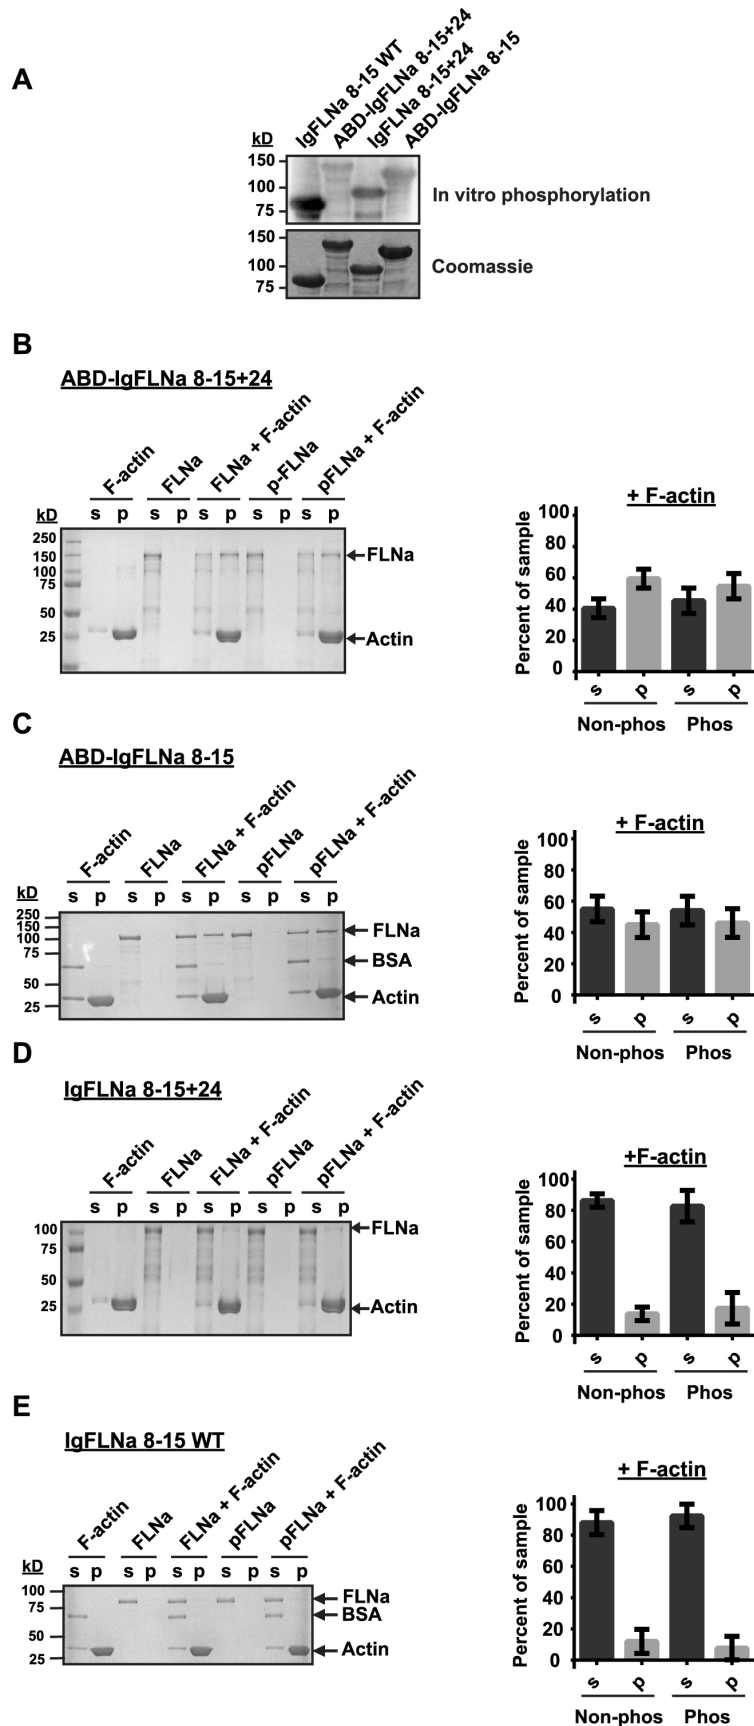 A
IgFLNa 8-15 WT
ABD-IgFLNa 8-15+24
IgFLNa 8-15+24
ABD-IgFLNa 8-15
kD
150
100
75
In vitro phosphorylation
150
100
75
Coomassie
B
ABD-IgFLNa 8-15+24
F-actin
FLNa
FLNa + F-actin
p-FLNa
pFLNa + F-actin
kD
s p s p s p s p s p
250
150
100
75
50
25
FLNa
Actin
+ F-actin
Percent of sample
100
80
60
40
20
0
s p s p
Non-phos Phos
C
ABD-IgFLNa 8-15
F-actin
FLNa
FLNa + F-actin
pFLNa
pFLNa + F-actin
kD
s p s p s p s p s p
250
150
100
75
50
25
FLNa
BSA
Actin
+ F-actin
Percent of sample
100
80
60
40
20
0
s p s p
Non-phos Phos
D
IgFLNa 8-15+24
F-actin
FLNa
FLNa + F-actin
pFLNa
pFLNa + F-actin
s p s p s p s p s p
100
75
50
25
FLNa
Actin
+F-actin
Percent of sample
100
80
60
40
20
0
s p s p
Non-phos Phos
E
IgFLNa 8-15 WT
F-actin
FLNa
FLNa + F-actin
pFLNa
pFLNa + F-actin
kD
s p s p s p s p s p
100
75
50
25
FLNa
BSA
Actin
+ F-actin
Percent of sample
100
80
60
40
20
0
s p s p
Non-phos Phos